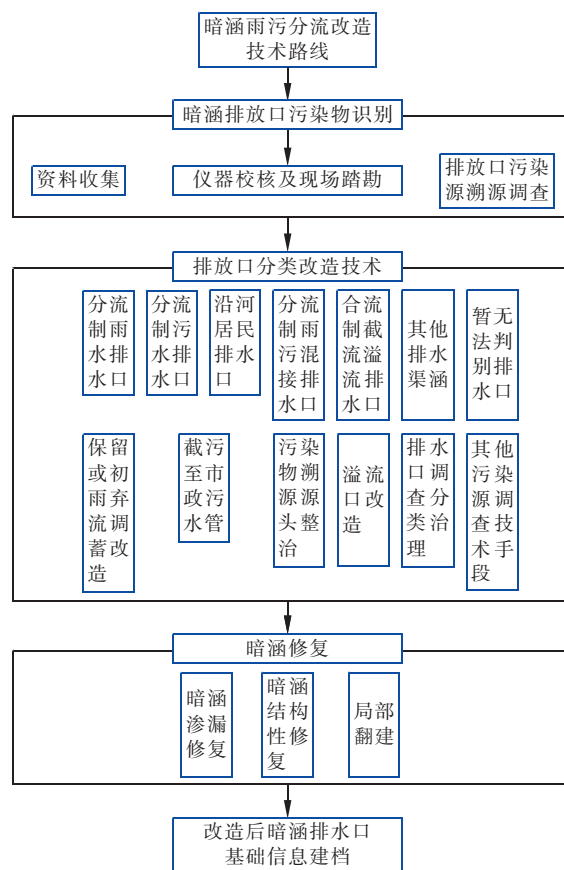 暗涵雨污分流改造
技术路线
暗涵排放口污染物识别
资料收集
仪器校核及现场踏勘
排放口污染
源溯源调查
排放口分类改造技术
分流
制雨
水排
水口
分流
制污
水排
水口
沿河
居民
排水
口
分流
制雨
污混
接排
水口
合流
制截
流溢
流排
水口
其他
排水
渠涵
暂无
法判
别排
水口
保留
或初
雨弃
流调
蓄改
造
截污
至市
政污
水管
污染
物溯
源源
头整
治
溢流
口改
造
排水
口调
查分
类治
理
其他
污染
源调
查技
术手
段
暗涵修复
暗涵
渗漏
修复
暗涵
结构
性修
复
局部
翻建
改造后暗涵排水口
基础信息建档